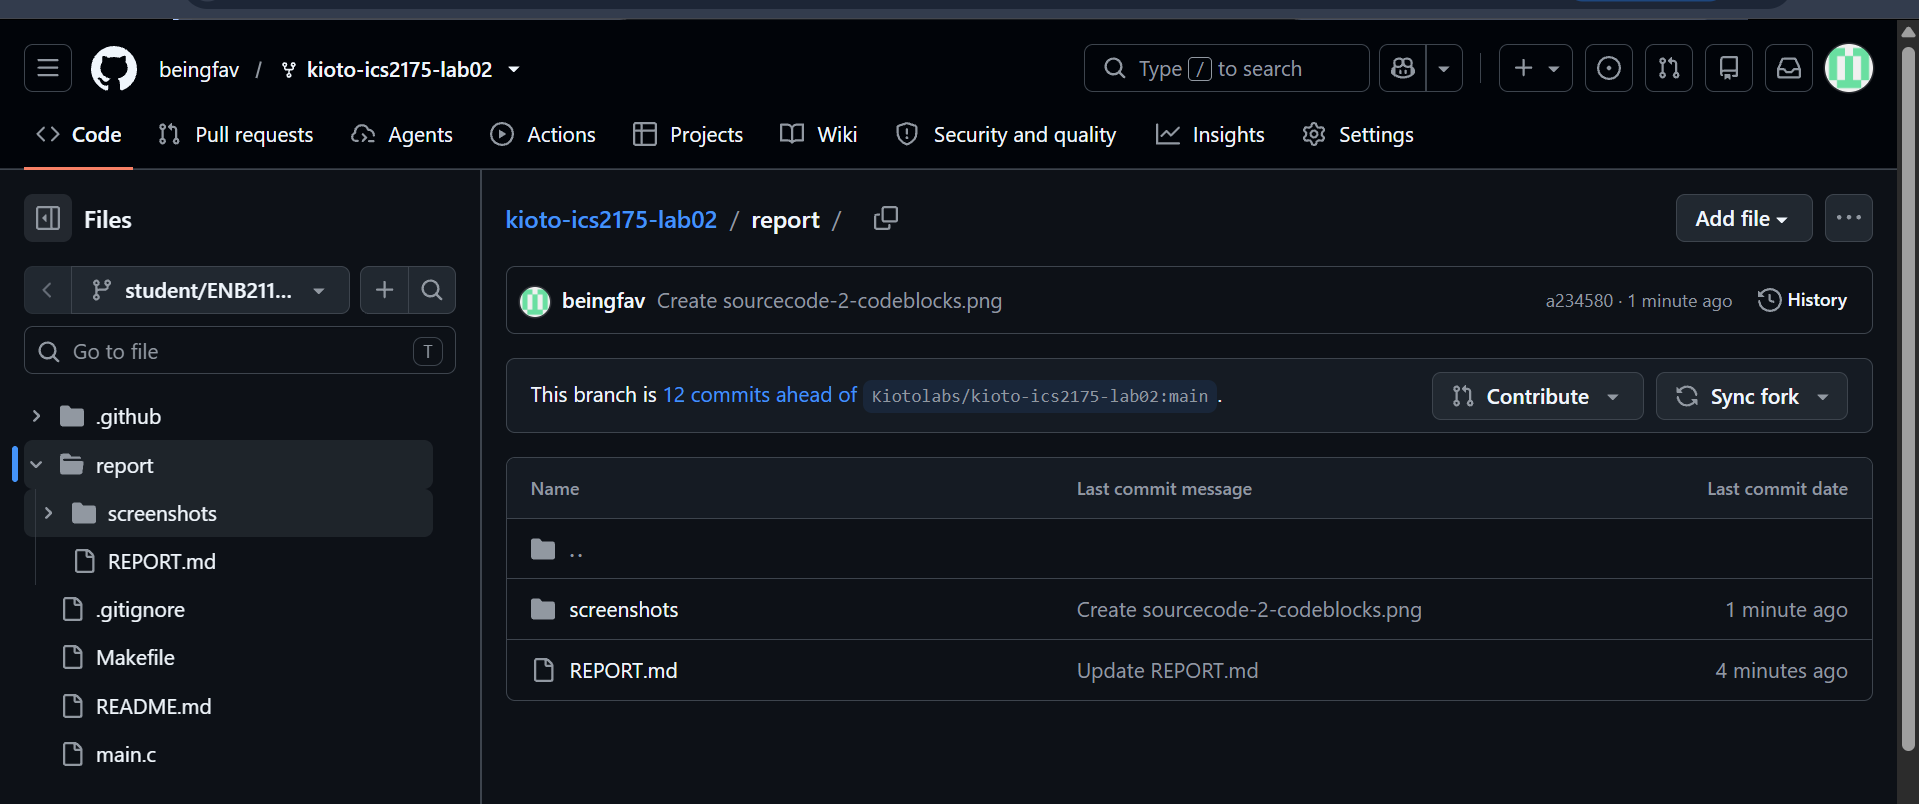 beingfav / kioto-ics2175-lab02
Type / to search
Code Pull requests Agents Actions Projects Wiki Security and quality Insights Settings
Files
student/ENB211...
Go to file T
.github
report
screenshots
REPORT.md
.gitignore
Makefile
README.md
main.c
kioto-ics2175-lab02 / report /
Add file
beingfav Create sourcecode-2-codeblocks.png
a234580 · 1 minute ago History
This branch is 12 commits ahead of Kiotolabs/kioto-ics2175-lab02:main.
Contribute Sync fork
Name Last commit message Last commit date
..
screenshots Create sourcecode-2-codeblocks.png 1 minute ago
REPORT.md Update REPORT.md 4 minutes ago